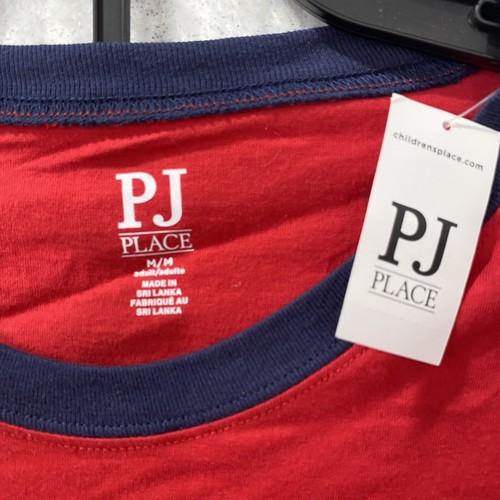 PJ
PLACE
M/M
adult/adulte
MADE IN
SRI LANKA
FABRIQUÉ AU
SRI LANKA
childrensplace.com
PJ
PLACE